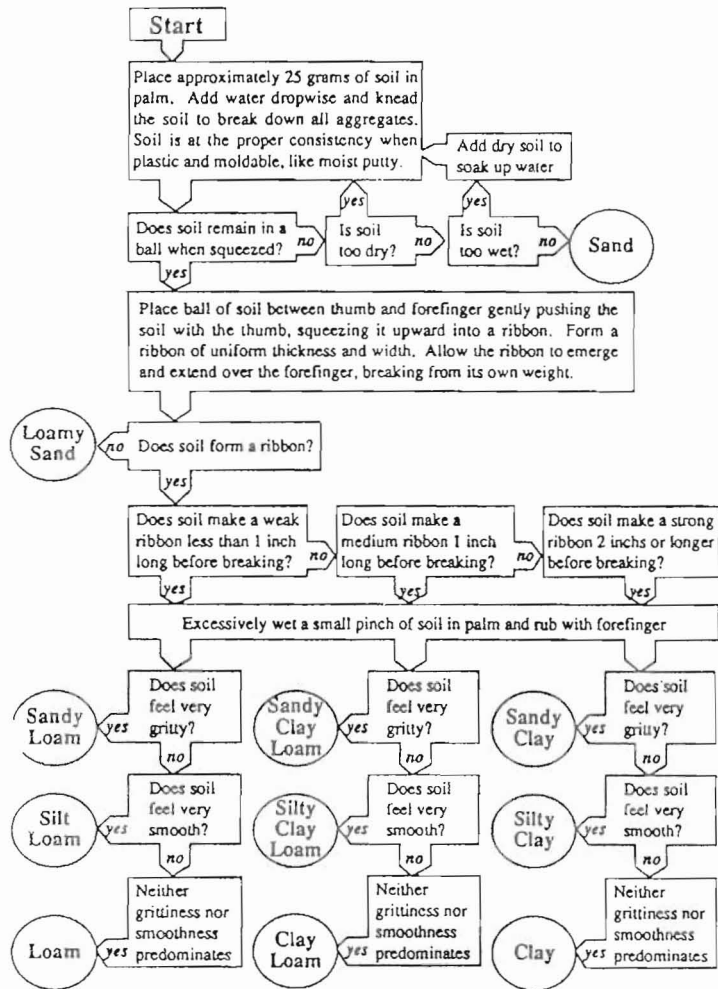 Start
Place approximately 25 grams of soil in
palm. Add water dropwise and knead
the soil to break down all aggregates.
Soil is at the proper consistency when
plastic and moldable, like moist putty.
Add dry soil to
soak up water
yes
yes
Does soil remain in a
ball when squeezed?
no
Is soil
too dry?
no
Is soil
too wet?
no
Sand
yes
Place ball of soil between thumb and forefinger gently pushing the
soil with the thumb, squeezing it upward into a ribbon. Form a
ribbon of uniform thickness and width. Allow the ribbon to emerge
and extend over the forefinger, breaking from its own weight.
Loamy
Sand
no
Does soil form a ribbon?
yes
Does soil make a weak
ribbon less than 1 inch
long before breaking?
no
Does soil make a
medium ribbon 1 inch
long before breaking?
no
Does soil make a strong
ribbon 2 inchs or longer
before breaking?
yes
yes
yes
Excessively wet a small pinch of soil in palm and rub with forefinger
Sandy
Loam
yes
Does soil
feel very
gritty?
no
Sandy
Clay
Loam
yes
Does soil
feel very
gritty?
no
Sandy
Clay
yes
Does soil
feel very
gritty?
no
Silt
Loam
yes
Does soil
feel very
smooth?
no
Silty
Clay
Loam
yes
Does soil
feel very
smooth?
no
Silty
Clay
yes
Does soil
feel very
smooth?
no
Loam
yes
Neither
grittiness nor
smoothness
predominates
Clay
Loam
yes
Neither
grittiness nor
smoothness
predominates
Clay
yes
Neither
grittiness nor
smoothness
predominates